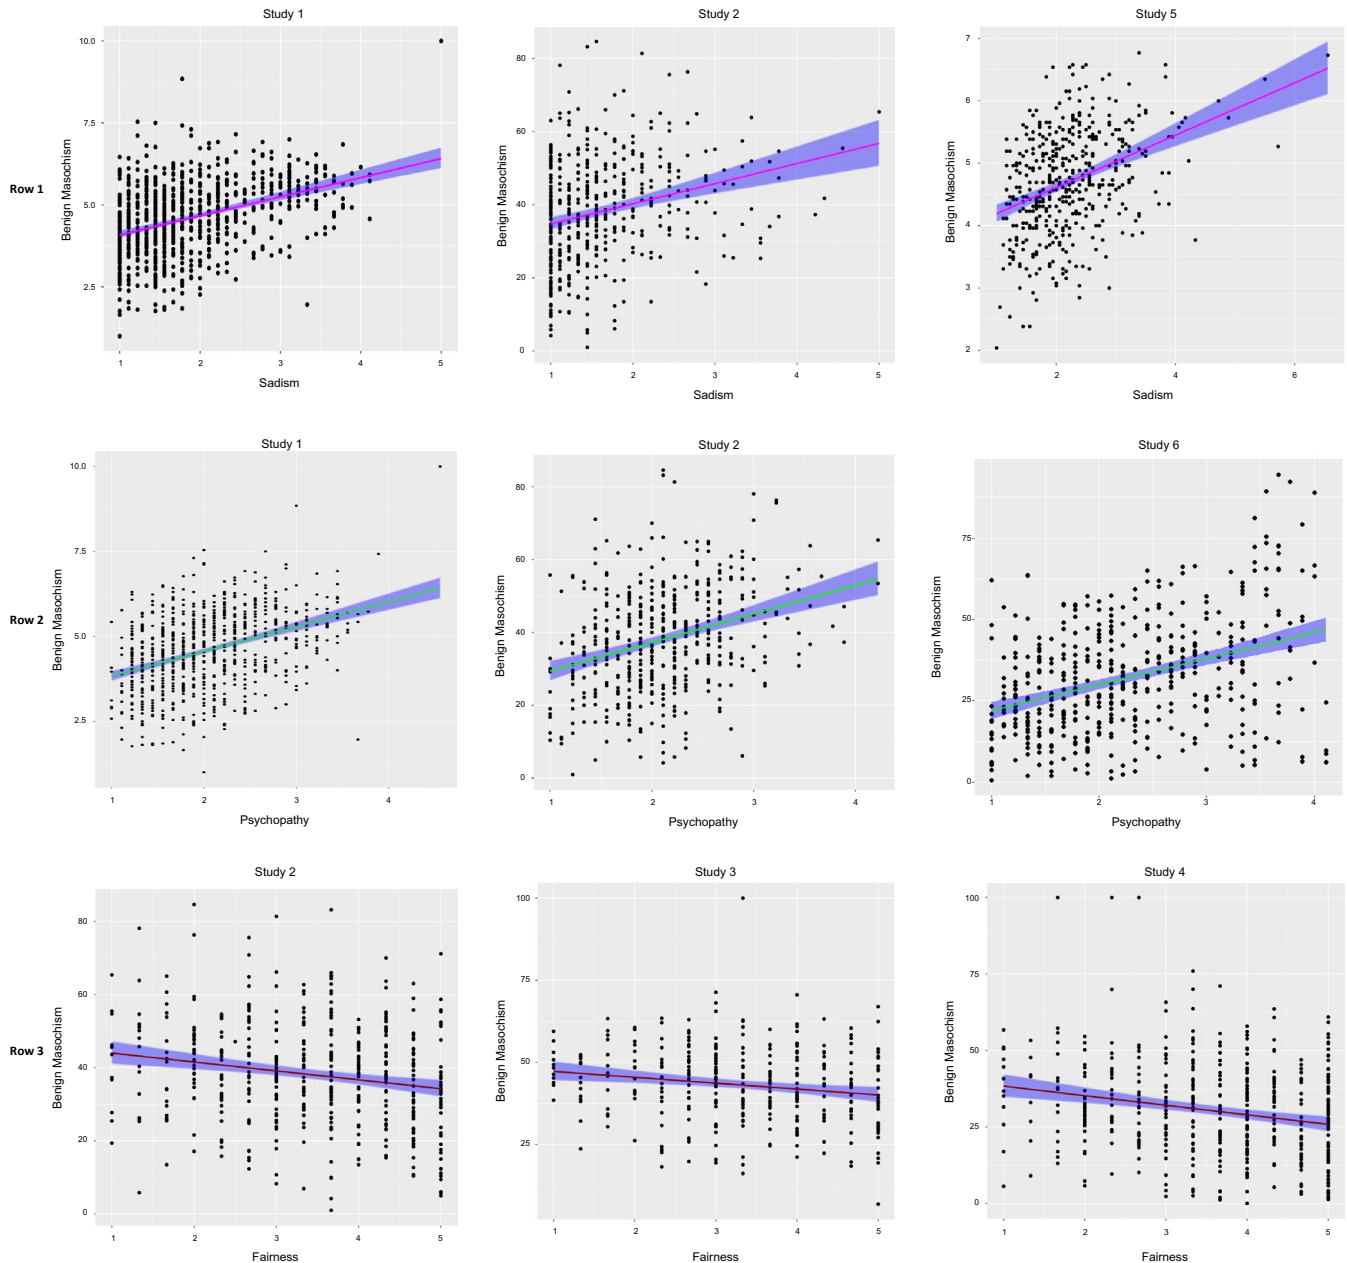 Study 1 Study 2 Study 5
10.0 7.5 5.0 2.5
80 60 40 20 0
7 6 5 4 3 2
Benign Masochism Benign Masochism Benign Masochism
Row 1
1 2 3 4 5 1 2 3 4 5 2 4 6
Sadism Sadism Sadism
Study 1 Study 2 Study 6
10.0 7.5 5.0 2.5
80 60 40 20 0
75 50 25 0
Benign Masochism Benign Masochism Benign Masochism
Row 2
1 2 3 4 1 2 3 4 1 2 3 4
Psychopathy Psychopathy Psychopathy
Study 2 Study 3 Study 4
80 60 40 20 0
100 75 50 25
100 75 50 25 0
Benign Masochism Benign Masochism Benign Masochism
Row 3
1 2 3 4 5 1 2 3 4 5 1 2 3 4 5
Fairness Fairness Fairness